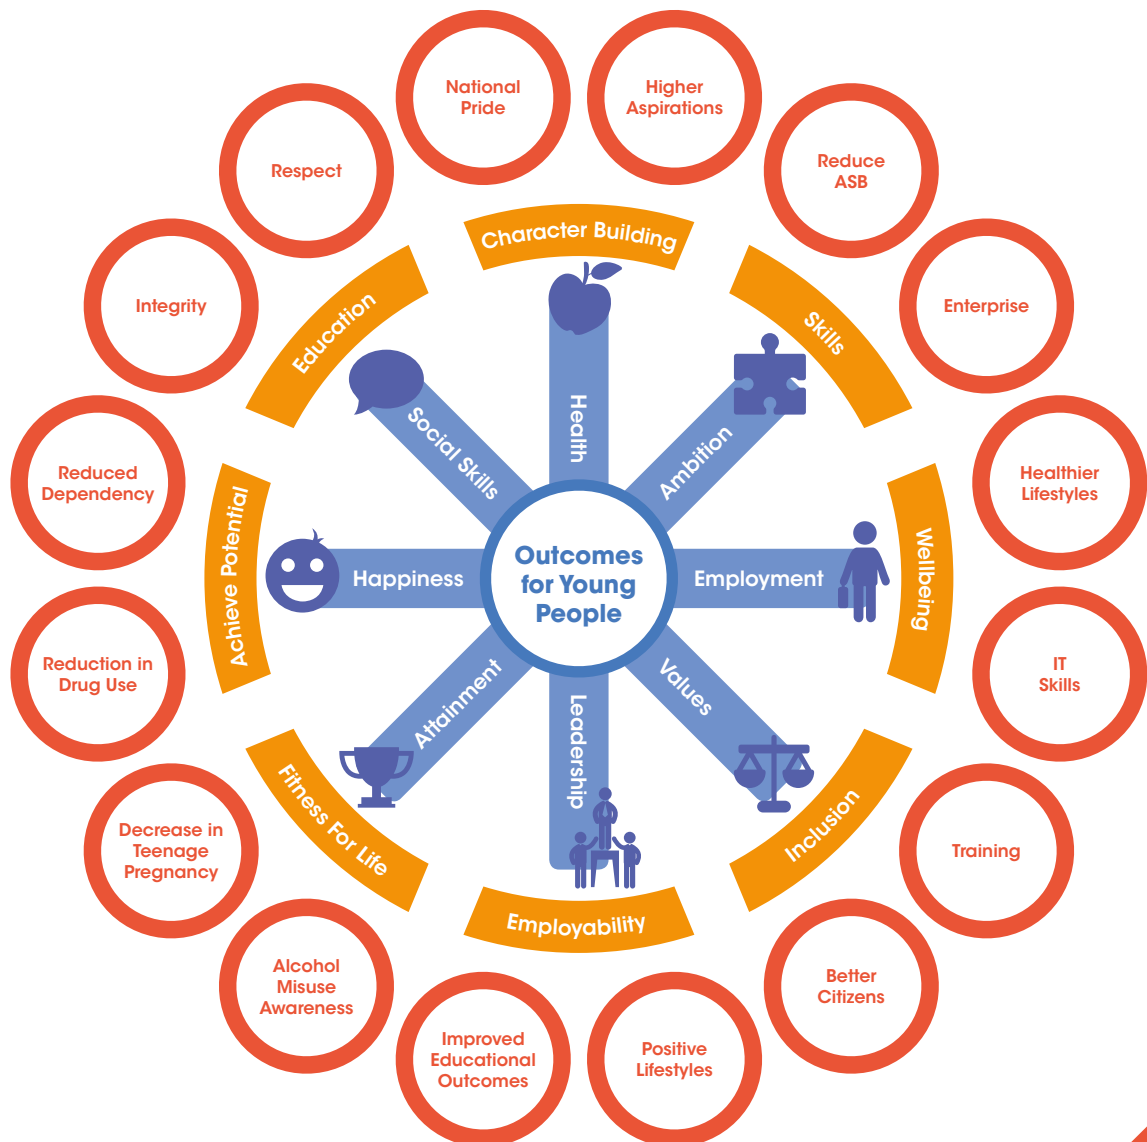 National
Pride
Higher
Aspirations
Reduce
ASB
Enterprise
Healthier
Lifestyles
IT
Skills
Training
Better
Citizens
Positive
Lifestyles
Improved
Educational
Outcomes
Alcohol
Misuse
Awareness
Decrease in
Teenage
Pregnancy
Reduction in
Drug Use
Reduced
Dependency
Integrity
Respect
Character Building
Skills
Wellbeing
Inclusion
Employability
Fitness For Life
Achieve Potential
Education
Health
Ambition
Employment
Values
Leadership
Attainment
Happiness
Social Skills
Outcomes
for Young
People